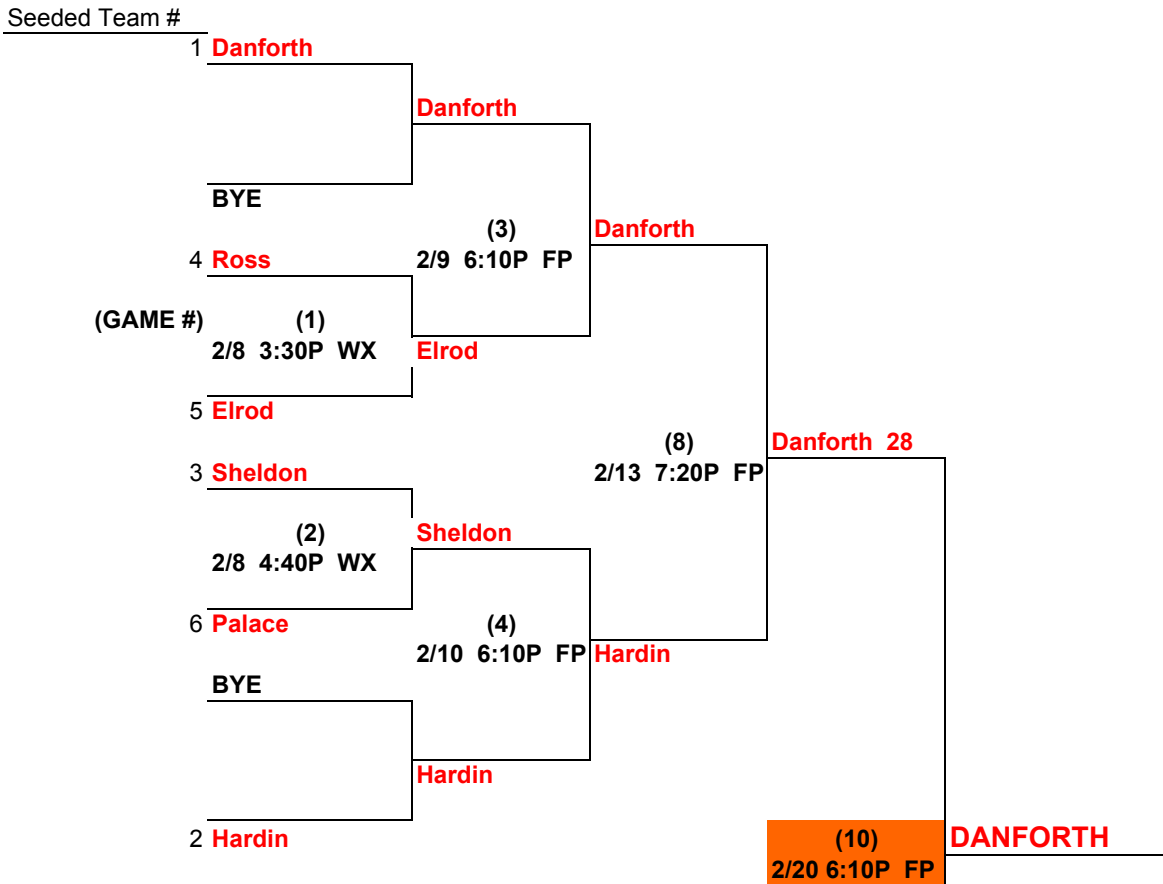 Seeded Team #
1 Danforth
Danforth
BYE
(3) Danforth
4 Ross 2/9 6:10P FP
(GAME #) (1)
2/8 3:30P WX Elrod
5 Elrod
(8) Danforth 28
3 Sheldon 2/13 7:20P FP
(2) Sheldon
2/8 4:40P WX
6 Palace (4)
2/10 6:10P FP Hardin
BYE
Hardin
2 Hardin (10) DANFORTH
2/20 6:10P FP